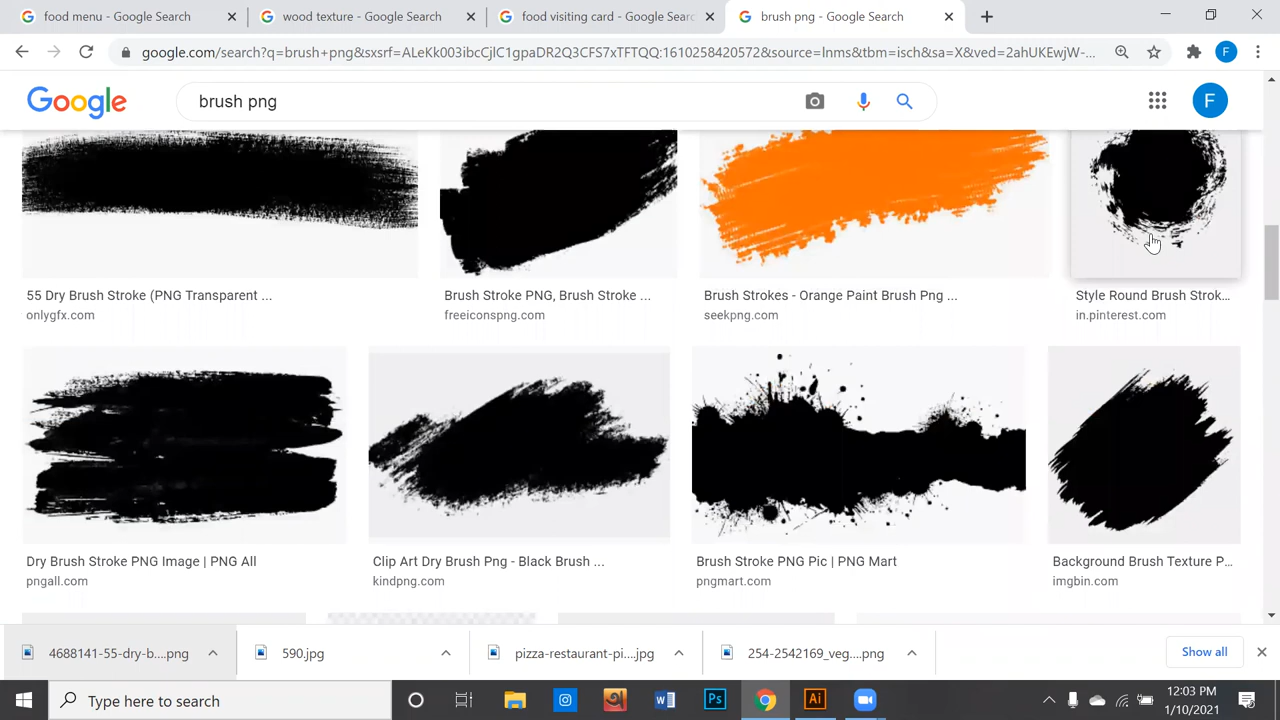 food menu - Google Search
wood texture - Google Search
food visiting card - Google Searc
brush png - Google Search
google.com/search?q=brush+png&sxsrf=ALeKk003ibcCjlC1gpaDR2Q3CFS7xTFTQQ:1610258420572&source=lnms&tbm=isch&sa=X&ved=2ahUKEwjW-...
F
Google
brush png
F
55 Dry Brush Stroke (PNG Transparent ...
onlygfx.com
Brush Stroke PNG, Brush Stroke ...
freeiconspng.com
Brush Strokes - Orange Paint Brush Png ...
seekpng.com
Style Round Brush Strok...
in.pinterest.com
Dry Brush Stroke PNG Image | PNG All
pngall.com
Clip Art Dry Brush Png - Black Brush ...
kindpng.com
Brush Stroke PNG Pic | PNG Mart
pngmart.com
Background Brush Texture P...
imgbin.com
4688141-55-dry-b....png
590.jpg
pizza-restaurant-pi....jpg
254-2542169_veg....png
Show all
Type here to search
W
Ps
Ai
12:03 PM
1/10/2021